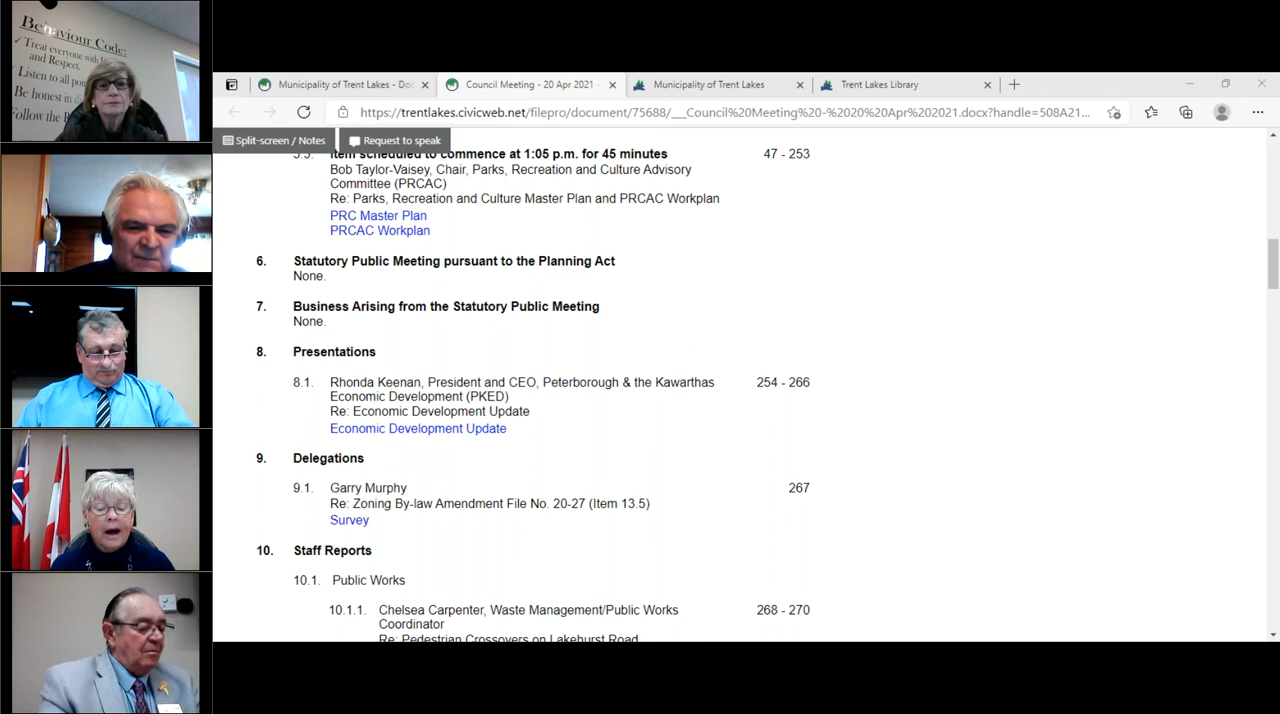 Behaviour Code:
✓ Treat everyone with
and Respect.
Listen to all
Be honest in
Follow the
Municipality of Trent Lakes - Doc
Council Meeting - 20 Apr 2021 -
Municipality of Trent Lakes
Trent Lakes Library
https://trentlakes.civicweb.net/filepro/document/75688/___Council%20Meeting%20-%2020%20Apr%202021.docx?handle=508A21...
Split-screen / Notes
Request to speak
Item scheduled to commence at 1:05 p.m. for 45 minutes 47 - 253
Bob Taylor-Vaisey, Chair, Parks, Recreation and Culture Advisory
Committee (PRCAC)
Re: Parks, Recreation and Culture Master Plan and PRCAC Workplan
PRC Master Plan
PRCAC Workplan
6. Statutory Public Meeting pursuant to the Planning Act
None.
7. Business Arising from the Statutory Public Meeting
None.
8. Presentations
8.1. Rhonda Keenan, President and CEO, Peterborough & the Kawarthas 254 - 266
Economic Development (PKED)
Re: Economic Development Update
Economic Development Update
9. Delegations
9.1. Garry Murphy 267
Re: Zoning By-law Amendment File No. 20-27 (Item 13.5)
Survey
10. Staff Reports
10.1. Public Works
10.1.1. Chelsea Carpenter, Waste Management/Public Works 268 - 270
Coordinator
Re: Pedestrian Crossovers on Lakehurst Road